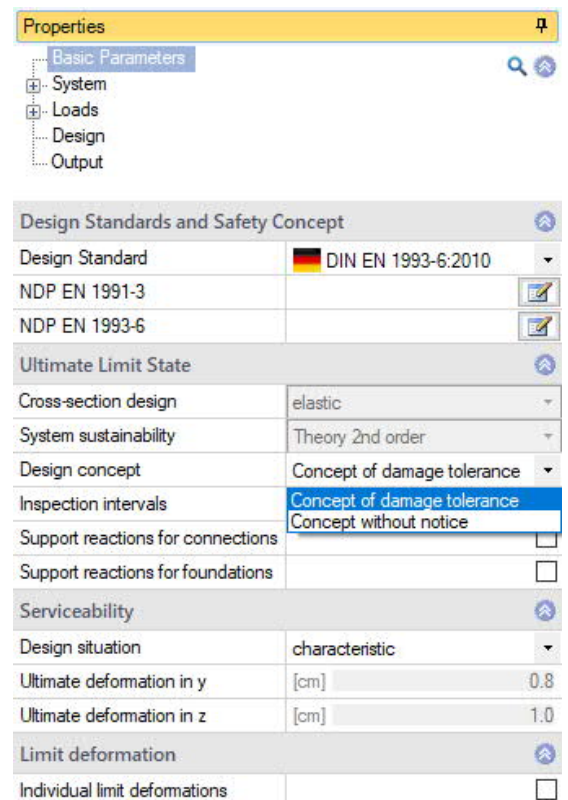 Properties
Basic Parameters
System
Loads
Design
Output
Design Standards and Safety Concept
Design Standard DIN EN 1993-6:2010
NDP EN 1991-3
NDP EN 1993-6
Ultimate Limit State
Cross-section design elastic
System sustainability Theory 2nd order
Design concept Concept of damage tolerance
Inspection intervals Concept of damage tolerance
Concept without notice
Support reactions for connections
Support reactions for foundations
Serviceability
Design situation characteristic
Ultimate deformation in y [cm] 0.8
Ultimate deformation in z [cm] 1.0
Limit deformation
Individual limit deformations